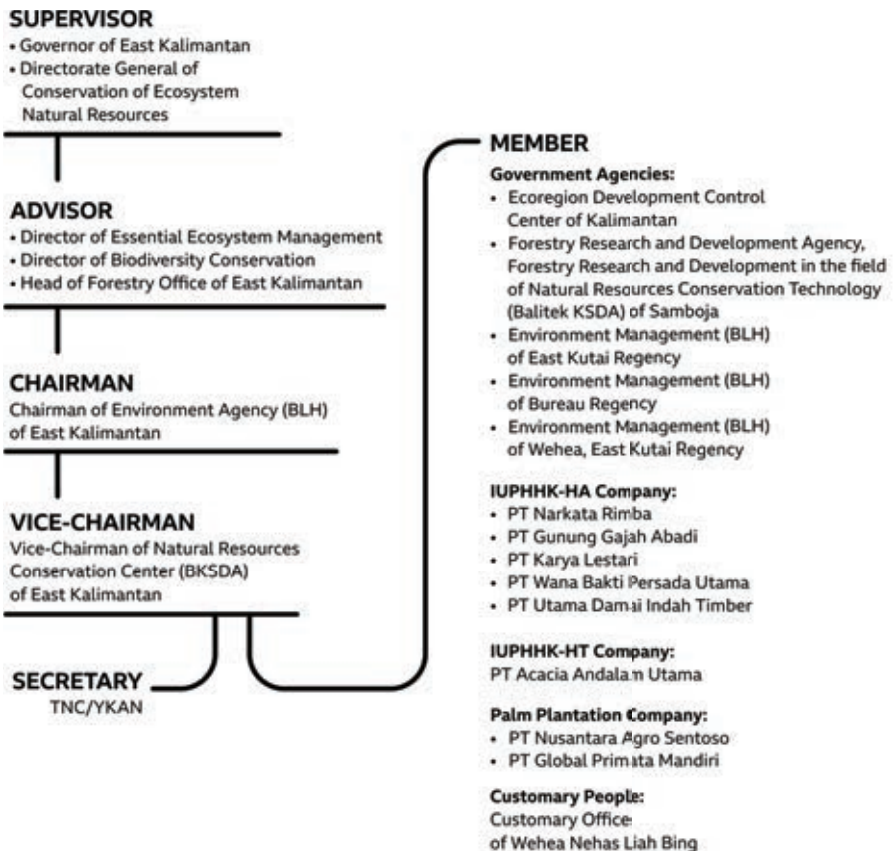 SUPERVISOR
• Governor of East Kalimantan
• Directorate General of
Conservation of Ecosystem
Natural Resources
ADVISOR
• Director of Essential Ecosystem Management
• Director of Biodiversity Conservation
• Head of Forestry Office of East Kalimantan
CHAIRMAN
Chairman of Environment Agency (BLH)
of East Kalimantan
VICE-CHAIRMAN
Vice-Chairman of Natural Resources
Conservation Center (BKSDA)
of East Kalimantan
SECRETARY
TNC/YKAN
MEMBER
Government Agencies:
• Ecoregion Development Control
Center of Kalimantan
• Forestry Research and Development Agency,
Forestry Research and Development in the field
of Natural Resources Conservation Technology
(Balitek KSDA) of Samboja
• Environment Management (BLH)
of East Kutai Regency
• Environment Management (BLH)
of Bureau Regency
• Environment Management (BLH)
of Wehea, East Kutai Regency
IUPHHK-HA Company:
• PT Narkata Rimba
• PT Gunung Gajah Abadi
• PT Karya Lestari
• PT Wana Bakti Persada Utama
• PT Utama Damai Indah Timber
IUPHHK-HT Company:
PT Acacia Andalan Utama
Palm Plantation Company:
• PT Nusantara Agro Sentoso
• PT Global Primata Mandiri
Customary People:
Customary Office
of Wehea Nehas Liah Bing